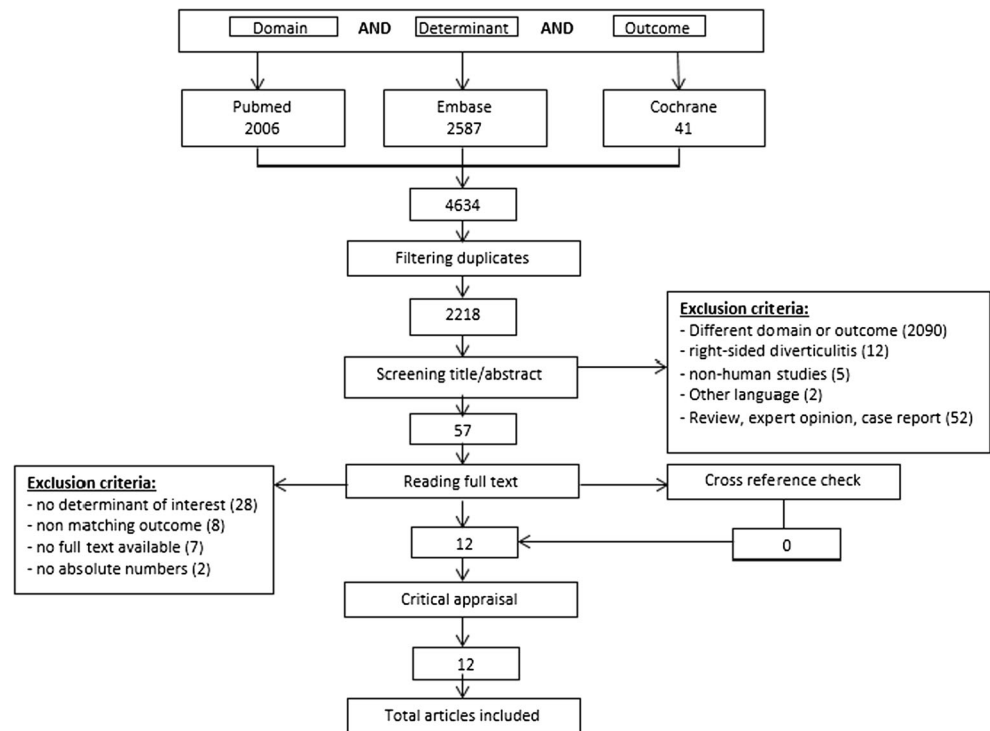 Domain AND Determinant AND Outcome
Pubmed
2006
Embase
2587
Cochrane
41
4634
Filtering duplicates
2218
Exclusion criteria:
- Different domain or outcome (2090)
- right-sided diverticulitis (12)
- non-human studies (5)
- Other language (2)
- Review, expert opinion, case report (52)
Screening title/abstract
57
Exclusion criteria:
- no determinant of interest (28)
- non matching outcome (8)
- no full text available (7)
- no absolute numbers (2)
Reading full text
Cross reference check
12
0
Critical appraisal
12
Total articles included